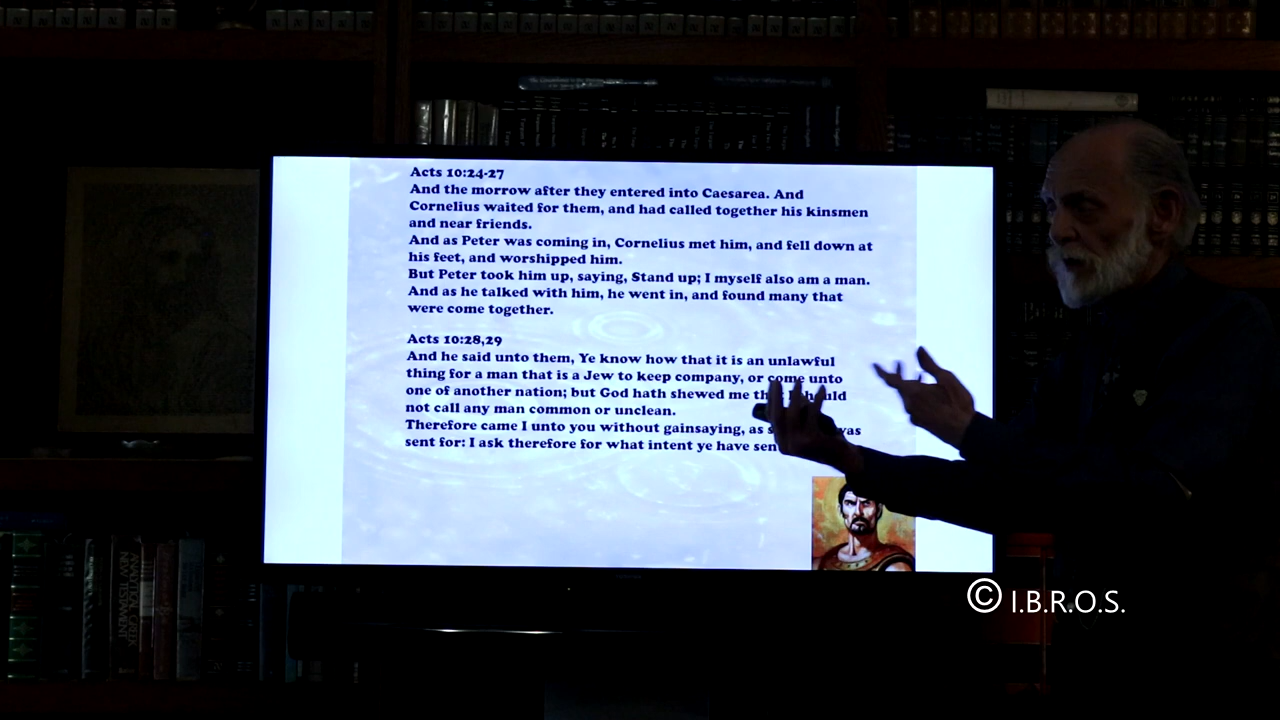 Acts 10:24-27
And the morrow after they entered into Caesarea. And
Cornelius waited for them, and had called together his kinsmen
and near friends.
And as Peter was coming in, Cornelius met him, and fell down at
his feet, and worshipped him.
But Peter took him up, saying, Stand up; I myself also am a man.
And as he talked with him, he went in, and found many that
were come together.
Acts 10:28,29
And he said unto them, Ye know how that it is an unlawful
thing for a man that is a Jew to keep company, or come unto
one of another nation; but God hath shewed me
not call any man common or unclean.
Therefore came I unto you without gainsaying, as
sent for: I ask therefore for what intent ye have
ANALYTICAL GREEK
NEW TESTAMENT
© I.B.R.O.S.